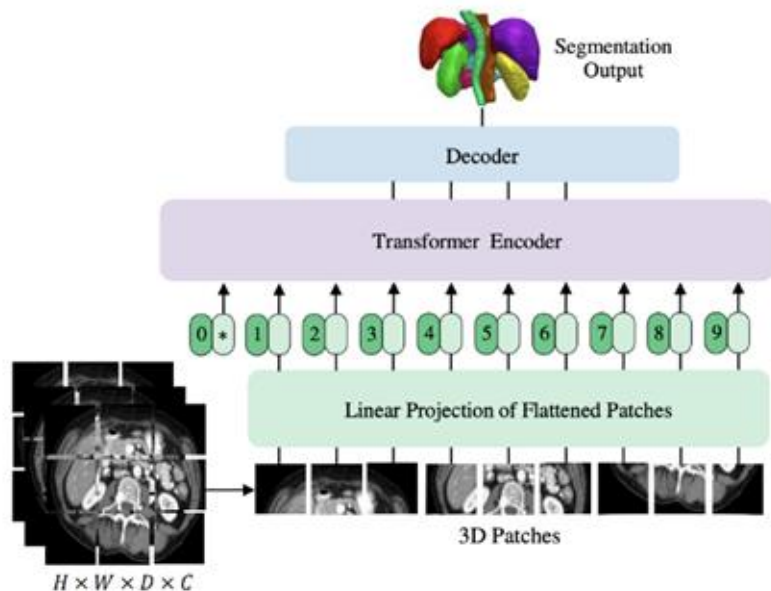 Segmentation
Output
Decoder
Transformer Encoder
0 * 1 2 3 4 5 6 7 8 9
Linear Projection of Flattened Patches
3D Patches
H × W × D × C